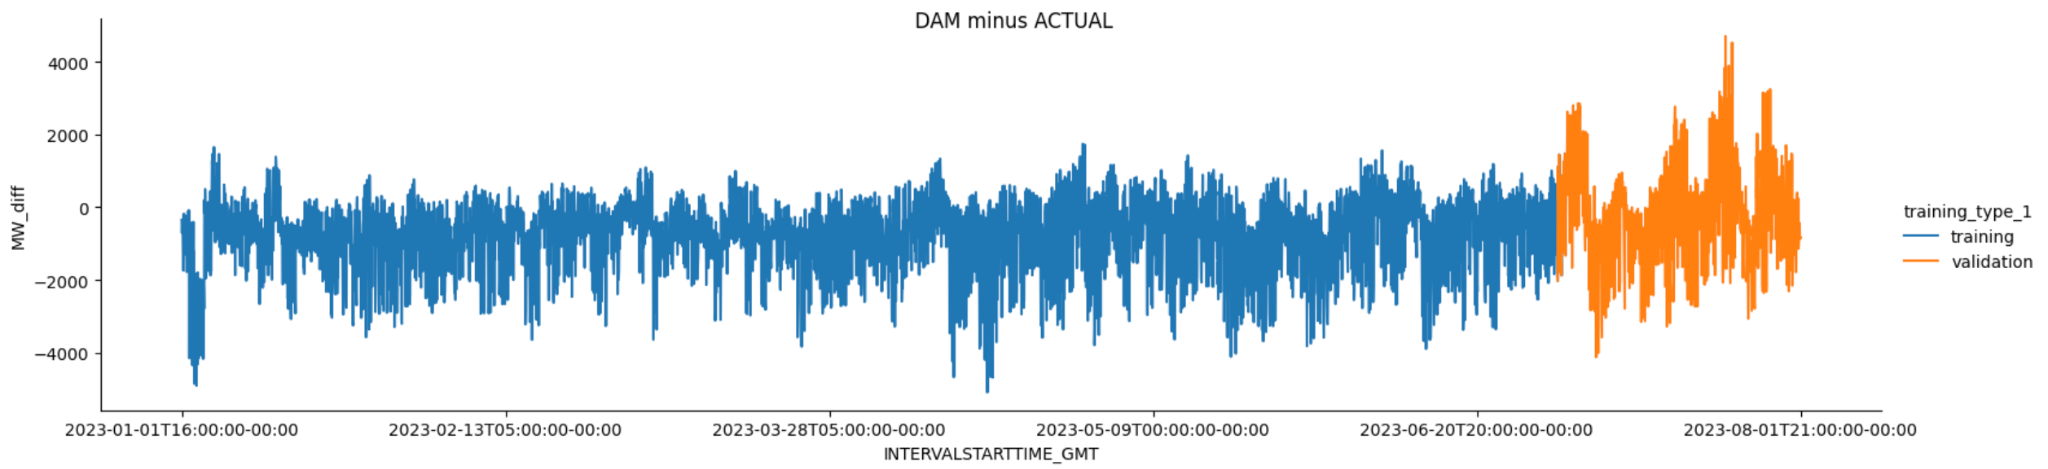 DAM minus ACTUAL
4000
2000
0
−2000
−4000
MW_diff
2023-01-01T16:00:00-00:00
2023-02-13T05:00:00-00:00
2023-03-28T05:00:00-00:00
2023-05-09T00:00:00-00:00
2023-06-20T20:00:00-00:00
2023-08-01T21:00:00-00:00
INTERVALSTARTTIME_GMT
training_type_1
training
validation